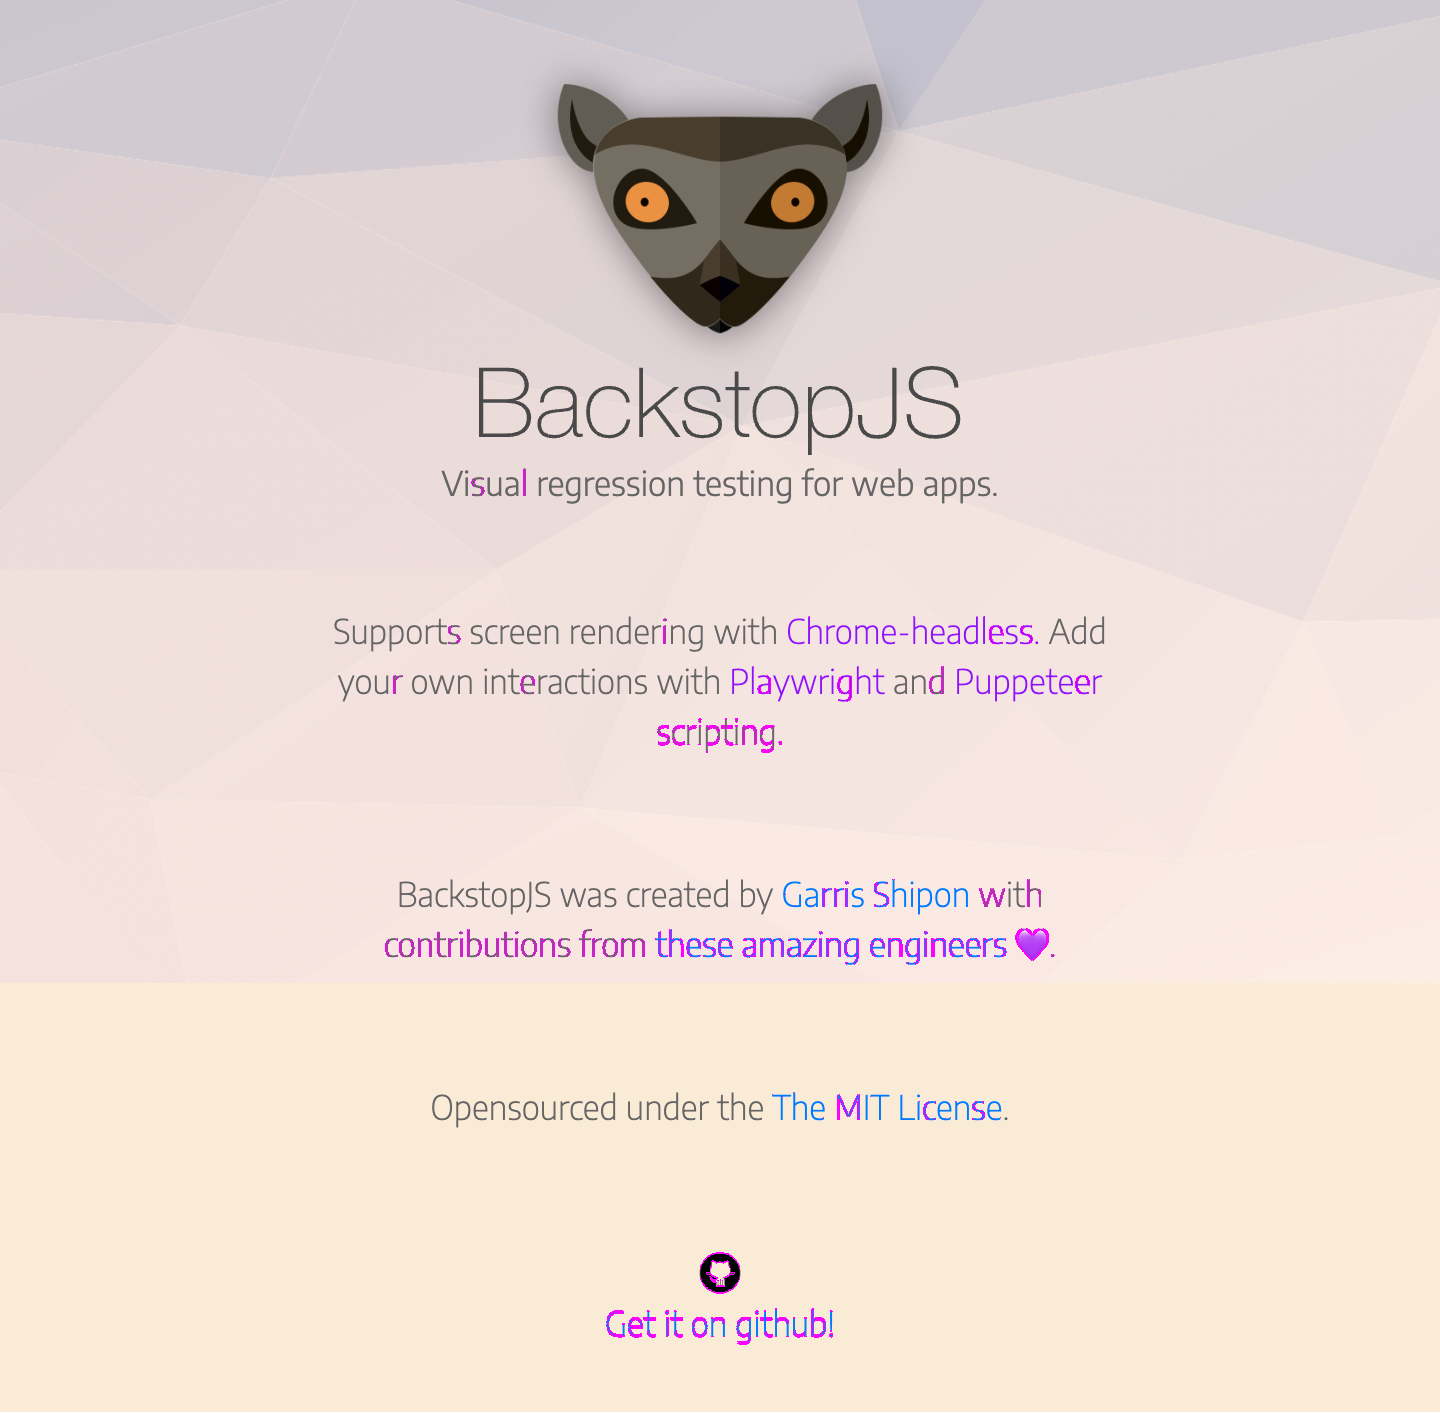 BackstopJS
Visual regression testing for web apps.
Supports screen rendering with Chrome-headless. Add
your own interactions with Playwright and Puppeteer
scripting.
BackstopJS was created by Garris Shipon with
contributions from these amazing engineers 💜.
Opensourced under the The MIT License.
Get it on github!